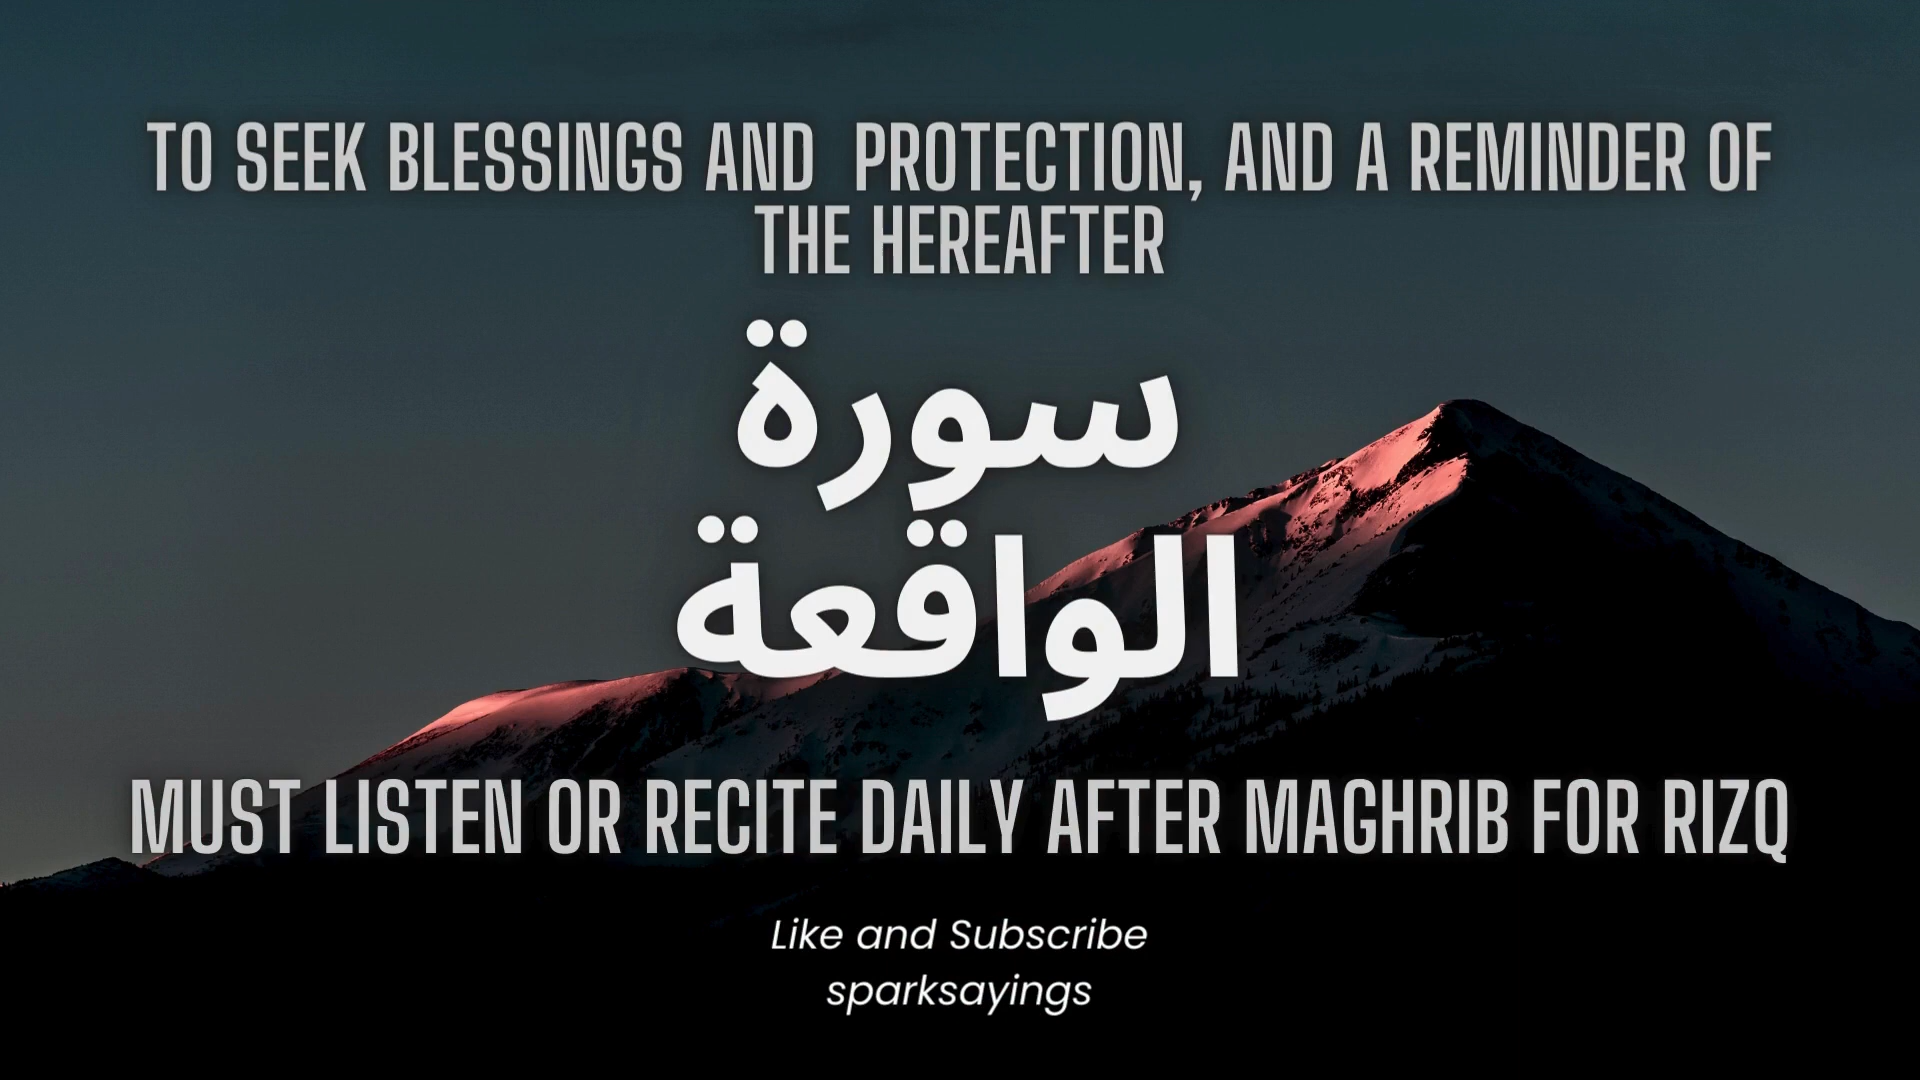 TO SEEK BLESSINGS AND PROTECTION, AND A REMINDER OF
THE HEREAFTER
سورة
الواقعة
MUST LISTEN OR RECITE DAILY AFTER MAGHRIB FOR RIZQ
Like and Subscribe
sparksayings